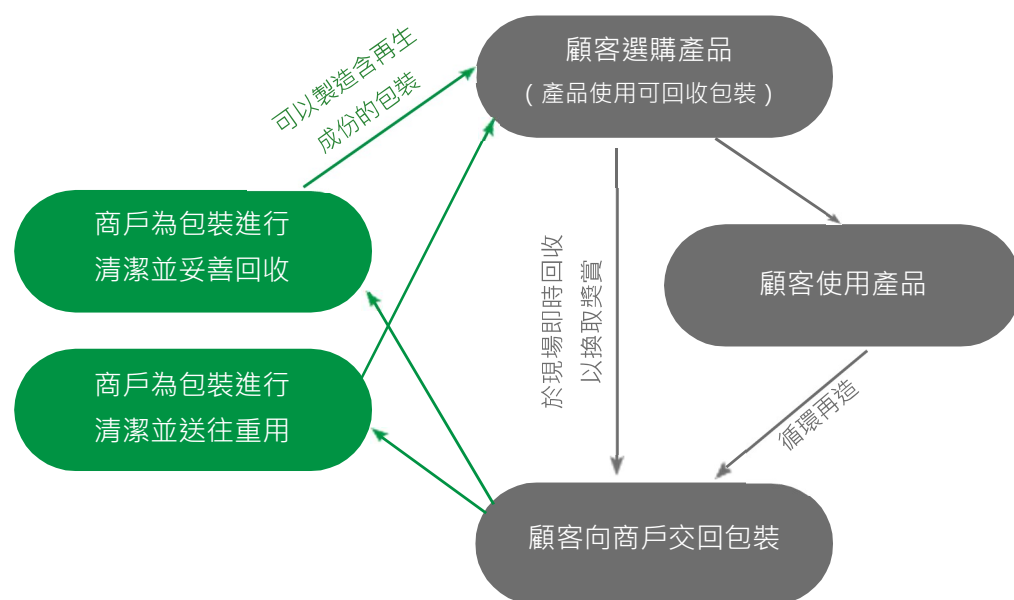 顧客選購產品
（產品使用可回收包裝）
可以製造含再生
成份的包裝
商戶為包裝進行
清潔並妥善回收
於現場即時回收
以換取獎賞
顧客使用產品
商戶為包裝進行
清潔並送往重用
循環再造
顧客向商戶交回包裝